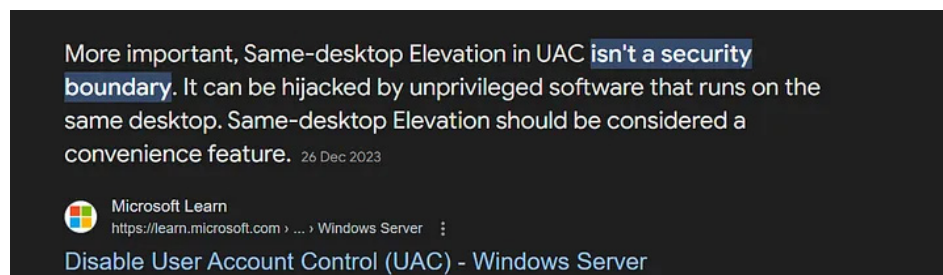 More important, Same-desktop Elevation in UAC isn't a security
boundary. It can be hijacked by unprivileged software that runs on the
same desktop. Same-desktop Elevation should be considered a
convenience feature. 26 Dec 2023
Microsoft Learn
https://learn.microsoft.com › ... › Windows Server
Disable User Account Control (UAC) - Windows Server